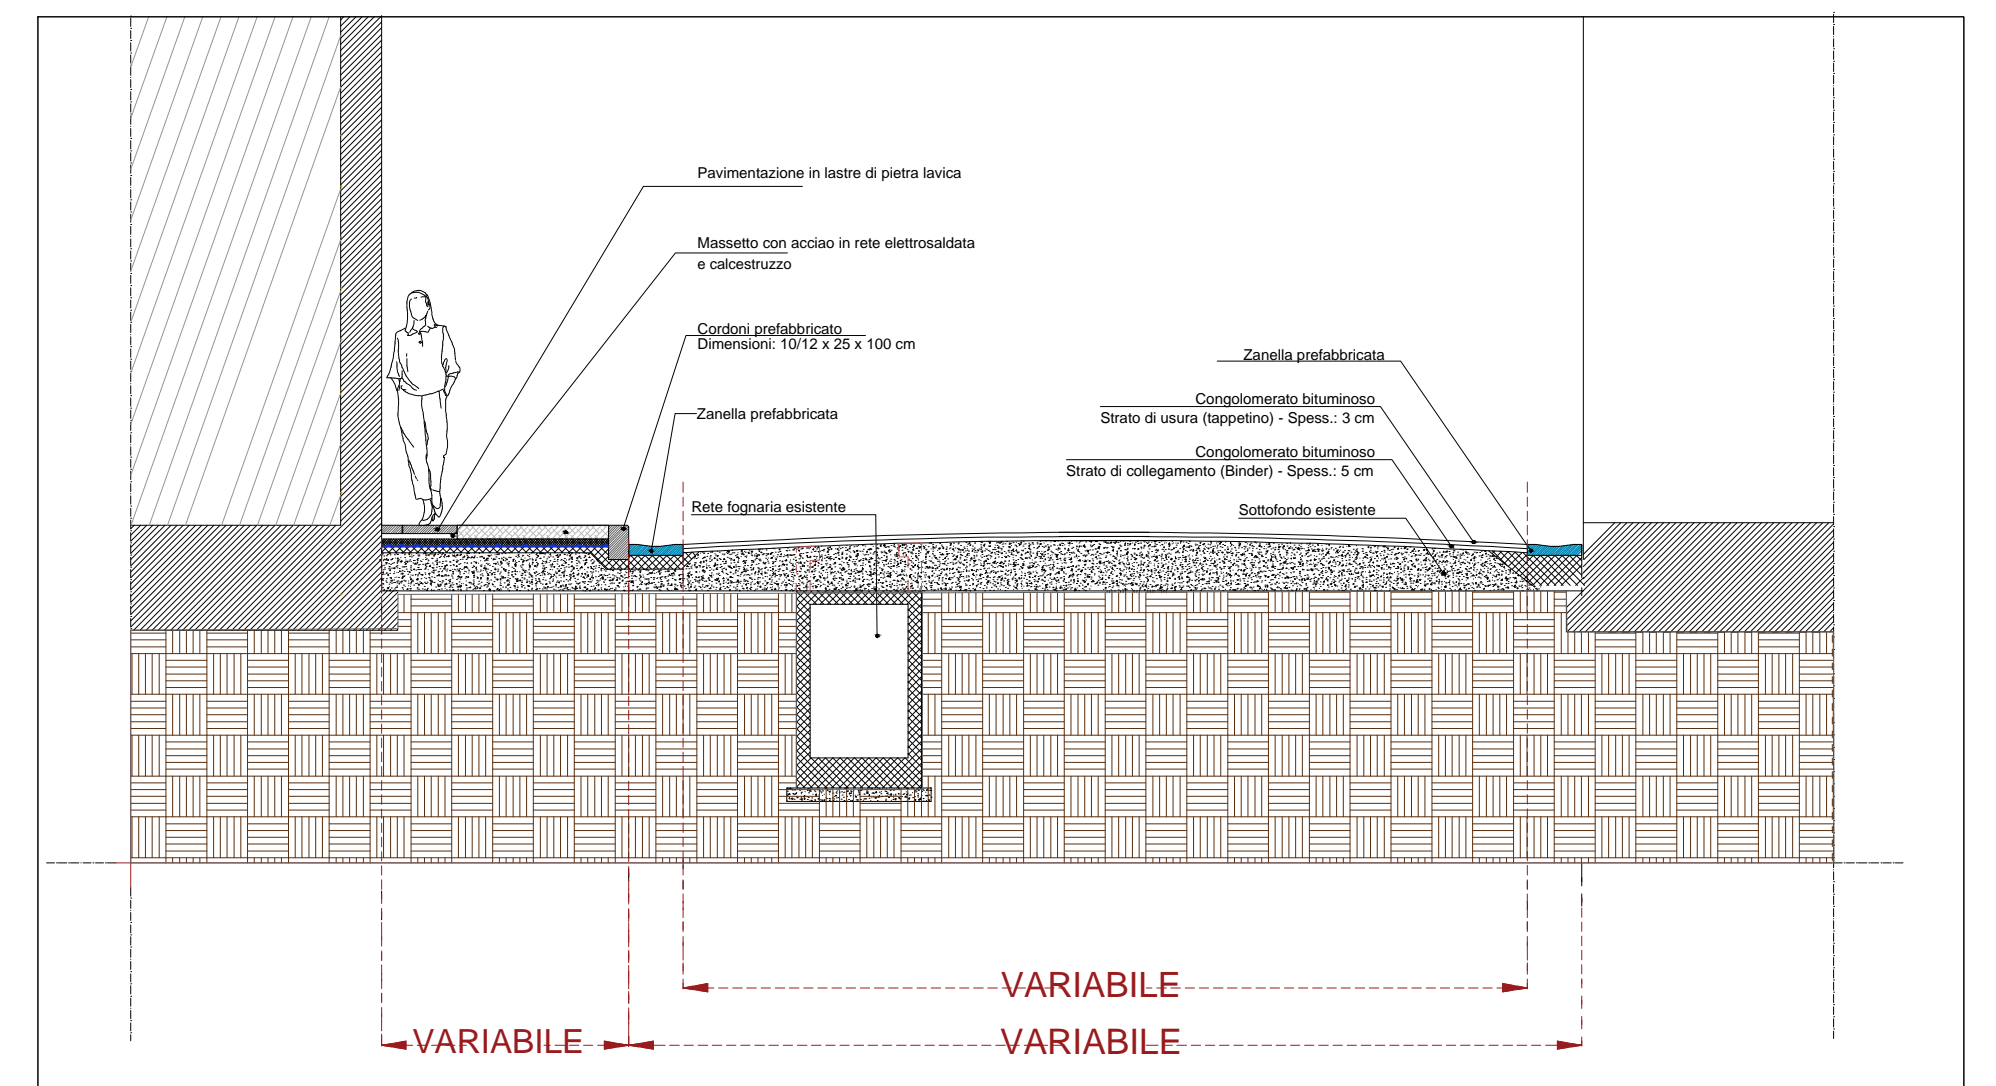 Pavimentazione in lastre di pietra lavica
Massetto con acciao in rete elettrosaldata
e calcestruzzo
Cordoni prefabbricato
Dimensioni: 10/12 x 25 x 100 cm
Zanella prefabbricata
Zanella prefabbricata
Congolomerato bituminoso
Strato di usura (tappetino) - Spess.: 3 cm
Congolomerato bituminoso
Strato di collegamento (Binder) - Spess.: 5 cm
Rete fognaria esistente
Sottofondo esistente
VARIABILE
VARIABILE
VARIABILE